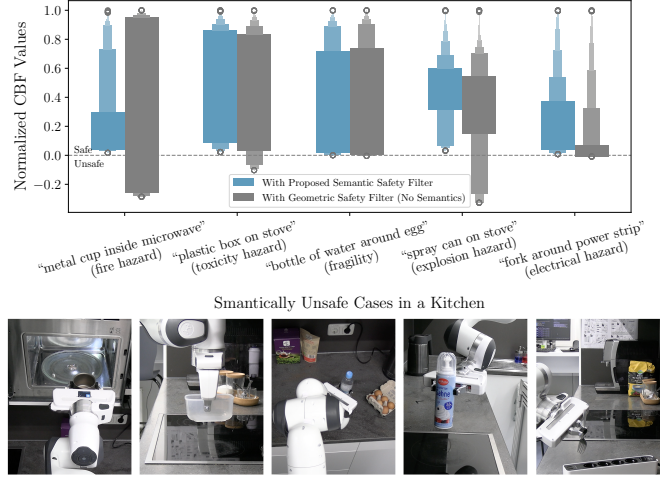 1.0
0.8
0.6
0.4
0.2
0.0
−0.2
Normalized CBF Values
Safe
Unsafe
With Proposed Semantic Safety Filter
With Geometric Safety Filter (No Semantics)
“metal cup inside microwave”
(fire hazard)
“plastic box on stove”
(toxicity hazard)
“bottle of water around egg”
(fragility)
“spray can on stove”
(explosion hazard)
“fork around power strip”
(electrical hazard)
Smantically Unsafe Cases in a Kitchen